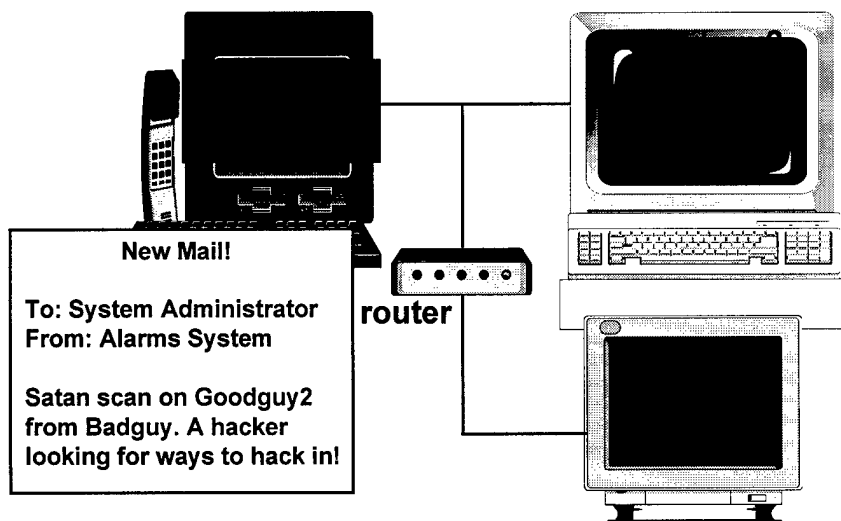 New Mail!
To: System Administrator
From: Alarms System
Satan scan on Goodguy2
from Badguy. A hacker
looking for ways to hack in!
router